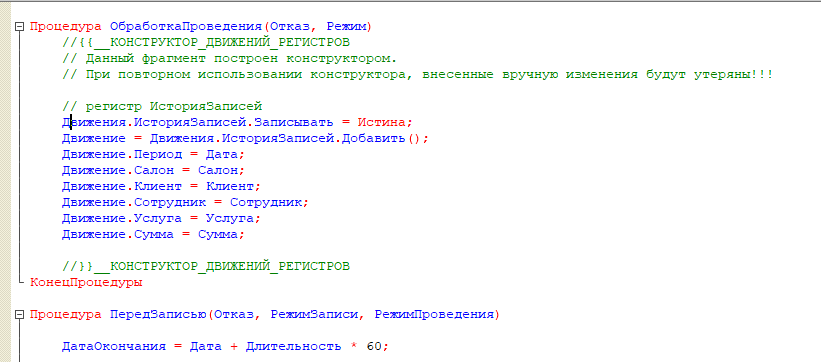 Процедура ОбработкаПроведения(Отказ, Режим)
//{{__КОНСТРУКТОР_ДВИЖЕНИЙ_РЕГИСТРОВ
// Данный фрагмент построен конструктором.
// При повторном использовании конструктора, внесенные вручную изменения будут утеряны!!!
// регистр ИсторияЗаписей
Движения.ИсторияЗаписей.Записывать = Истина;
Движение = Движения.ИсторияЗаписей.Добавить();
Движение.Период = Дата;
Движение.Салон = Салон;
Движение.Клиент = Клиент;
Движение.Сотрудник = Сотрудник;
Движение.Услуга = Услуга;
Движение.Сумма = Сумма;
//}}__КОНСТРУКТОР_ДВИЖЕНИЙ_РЕГИСТРОВ
КонецПроцедуры
Процедура ПередЗаписью(Отказ, РежимЗаписи, РежимПроведения)
ДатаОкончания = Дата + Длительность * 60;